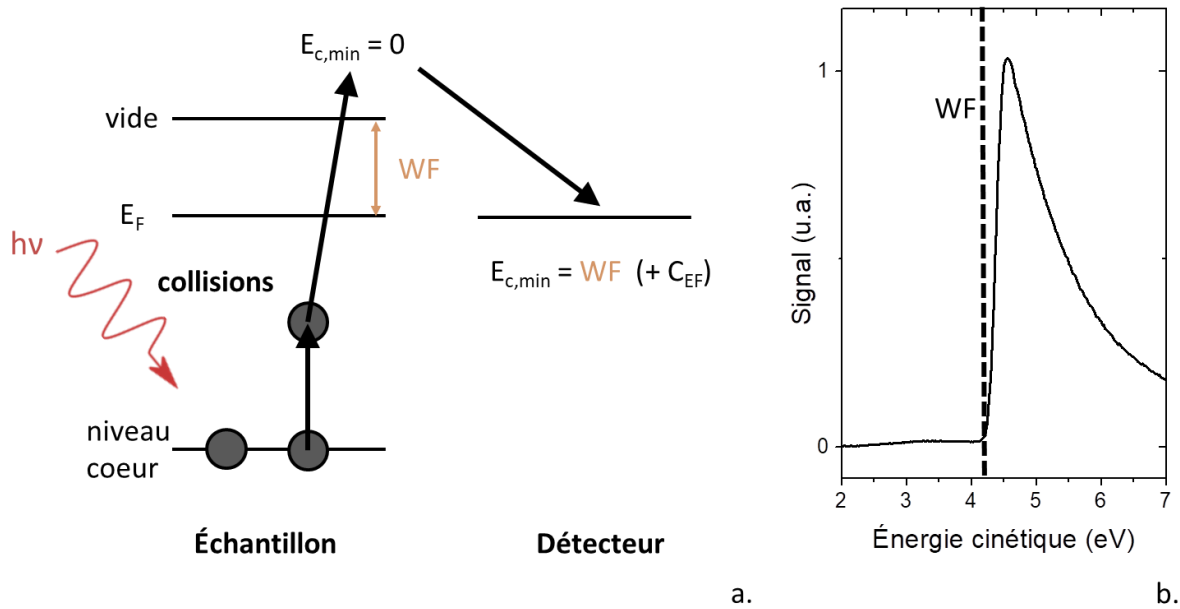 E_c,min = 0
vide
WF
E_F
hν
collisions
E_c,min = WF (+ C_EF)
niveau
coeur
Échantillon
Détecteur
a.
Signal (u.a.)
1
0
WF
2 3 4 5 6 7
Énergie cinétique (eV)
b.